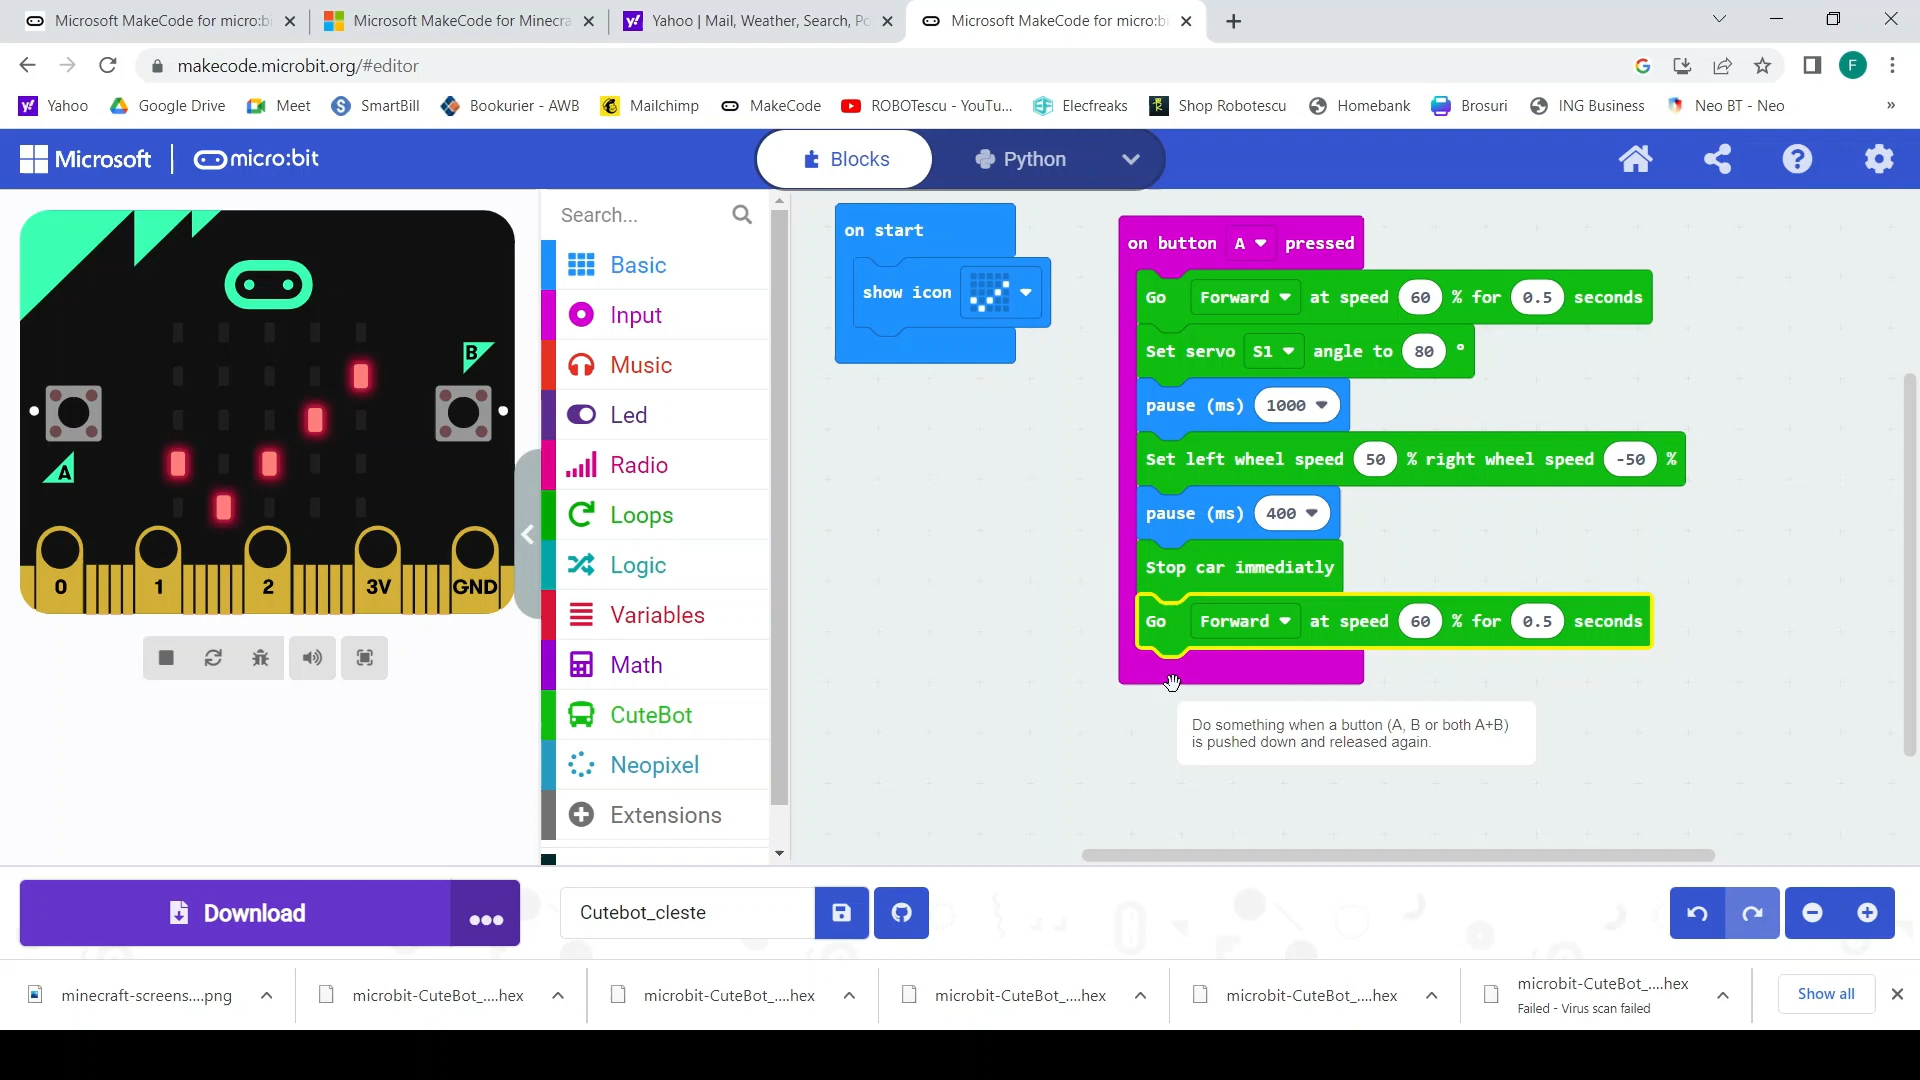 Microsoft MakeCode for micro:bi
Microsoft MakeCode for Minecra
Yahoo | Mail, Weather, Search, Po
Microsoft MakeCode for micro:bi
makecode.microbit.org/#editor
F
Yahoo
Google Drive
Meet
SmartBill
Bookurier - AWB
Mailchimp
MakeCode
ROBOTescu - YouTu...
Elecfreaks
Shop Robotescu
Homebank
Brosuri
ING Business
Neo BT - Neo
»
Microsoft
micro:bit
Blocks
Python
B
A
0
1
2
3V
GND
Search...
Basic
Input
Music
Led
Radio
Loops
Logic
Variables
Math
CuteBot
Neopixel
Extensions
on start
show icon
on button A pressed
Go Forward at speed 60 % for 0.5 seconds
Set servo S1 angle to 80 °
pause (ms) 1000
Set left wheel speed 50 % right wheel speed -50 %
pause (ms) 400
Stop car immediatly
Go Forward at speed 60 % for 0.5 seconds
Do something when a button (A, B or both A+B)
is pushed down and released again.
Download
Cutebot_cleste
minecraft-screens....png
microbit-CuteBot_....hex
microbit-CuteBot_....hex
microbit-CuteBot_....hex
microbit-CuteBot_....hex
microbit-CuteBot_....hex
Failed - Virus scan failed
Show all